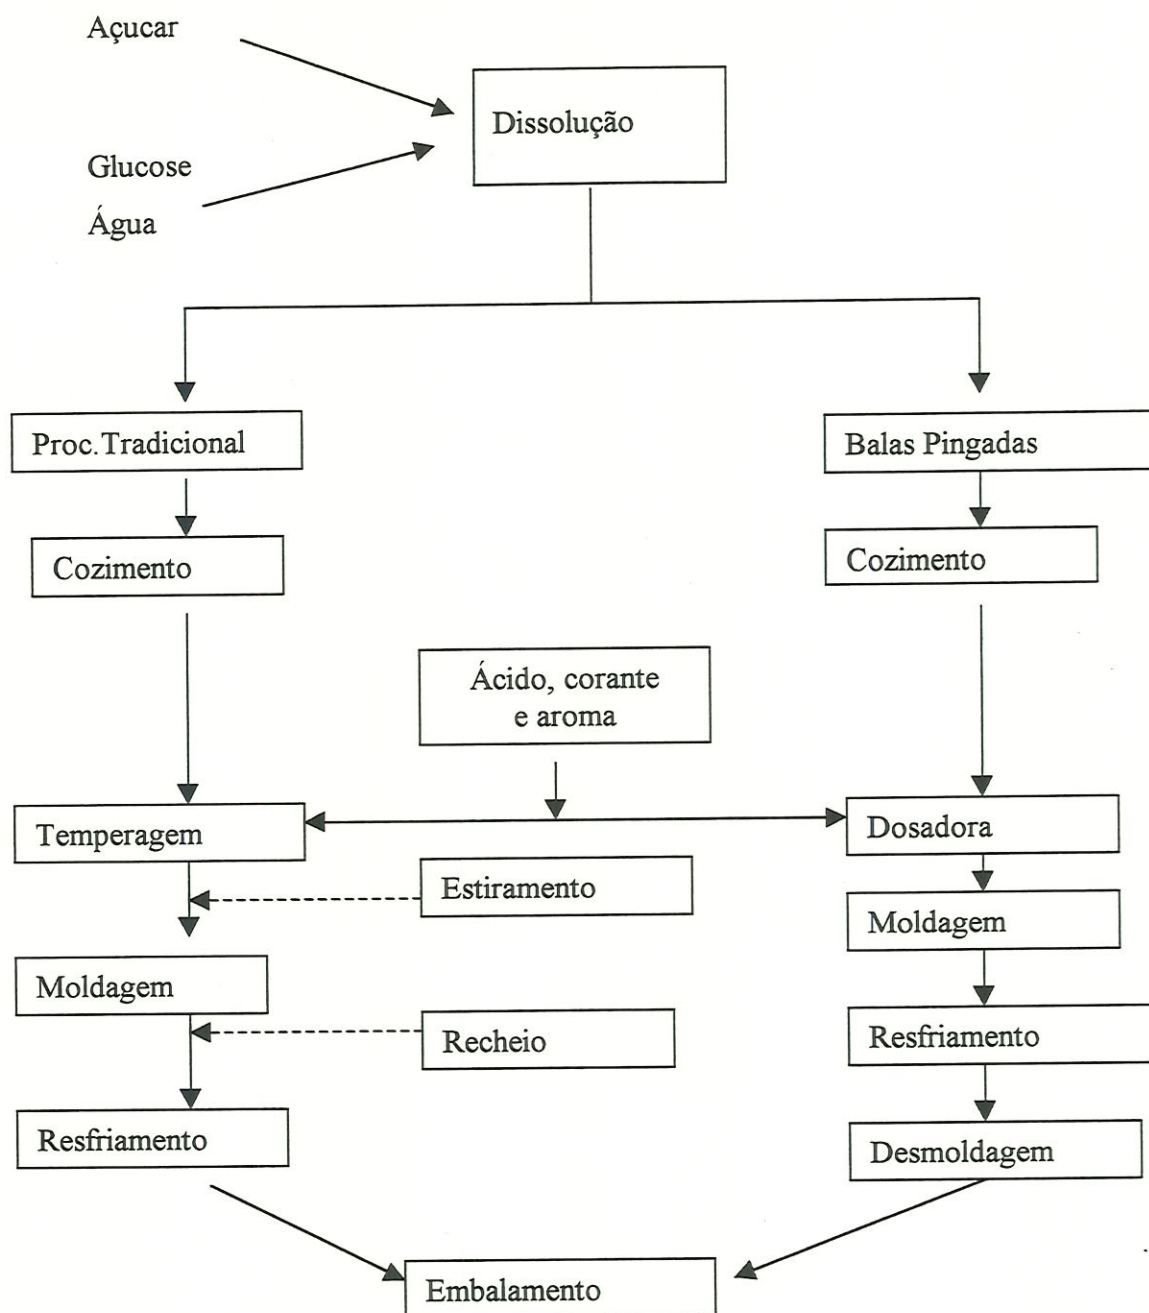 Açucar
Dissolução
Glucose
Água
Proc.Tradicional
Balas Pingadas
Cozimento
Cozimento
Ácido, corante
e aroma
Temperagem
Dosadora
Estiramento
Moldagem
Moldagem
Recheio
Resfriamento
Resfriamento
Desmoldagem
Embalamento